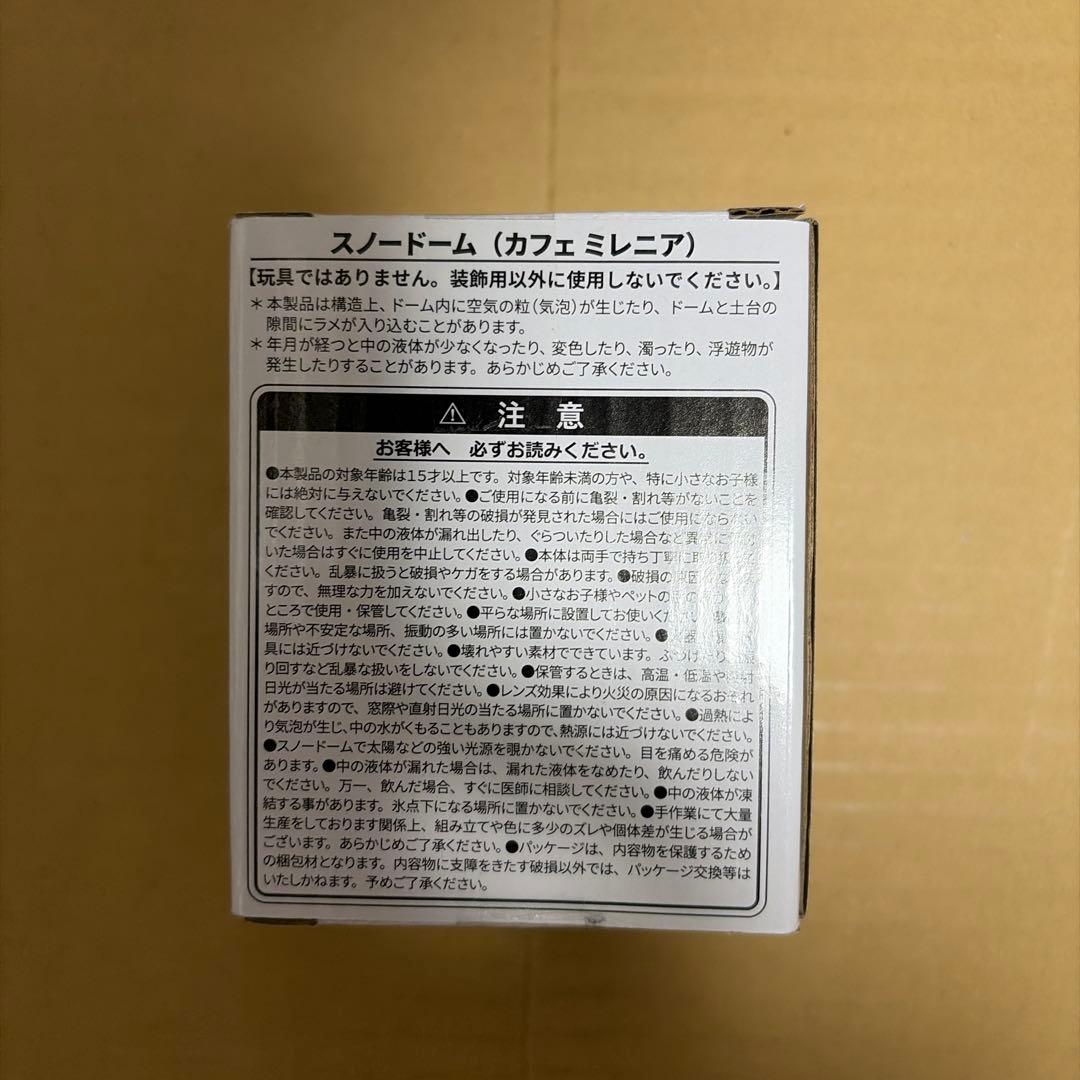 スノードーム（カフェ ミレニア）
【玩具ではありません。装飾用以外に使用しないでください。】
＊本製品は構造上、ドーム内に空気の粒（気泡）が生じたり、ドームと土台の
隙間にラメが入り込むことがあります。
＊年月が経つと中の液体が少なくなったり、変色したり、濁ったり、浮遊物が
発生したりすることがあります。あらかじめご了承ください。
⚠ 注 意
お客様へ 必ずお読みください。
●本製品の対象年齢は15才以上です。対象年齢未満の方や、特に小さなお子様
には絶対に与えないでください。●ご使用になる前に亀裂・割れ等がないことを
確認してください。亀裂・割れ等の破損が発見された場合にはご使用にならない
でください。また中の液体が漏れ出したり、ぐらついたりした場合など異常に
いた場合はすぐに使用を中止してください。●本体は両手で持ち丁寧に取り
ください。乱暴に扱うと破損やケガをする場合があります。●破損の原因
すので、無理な力を加えないでください。●小さなお子様やペットの
ところで使用・保管してください。●平らな場所に設置してお使いくだ
場所や不安定な場所、振動の多い場所には置かないでください。●
具には近づけないでください。●壊れやすい素材でできています。ぶつけたり
り回すなど乱暴な扱いをしないでください。●保管するときは、高温・低温や直射
日光が当たる場所は避けてください。●レンズ効果により火災の原因になるおそれ
がありますので、窓際や直射日光の当たる場所に置かないでください。●過熱によ
り気泡が生じ、中の水がくもることもありますので、熱源には近づけないでください。
●スノードームで太陽などの強い光源を覗かないでください。目を痛める危険が
あります。●中の液体が漏れた場合は、漏れた液体をなめたり、飲んだりしない
でください。万一、飲んだ場合、すぐに医師に相談してください。●中の液体が凍
結する事があります。氷点下になる場所に置かないでください。●手作業にて大量
生産をしております関係上、組み立てや色に多少のズレや個体差が生じる場合が
ございます。あらかじめご了承ください。●パッケージは、内容物を保護するため
の梱包材となります。内容物に支障をきたす破損以外では、パッケージ交換等は
いたしかねます。予めご了承ください。